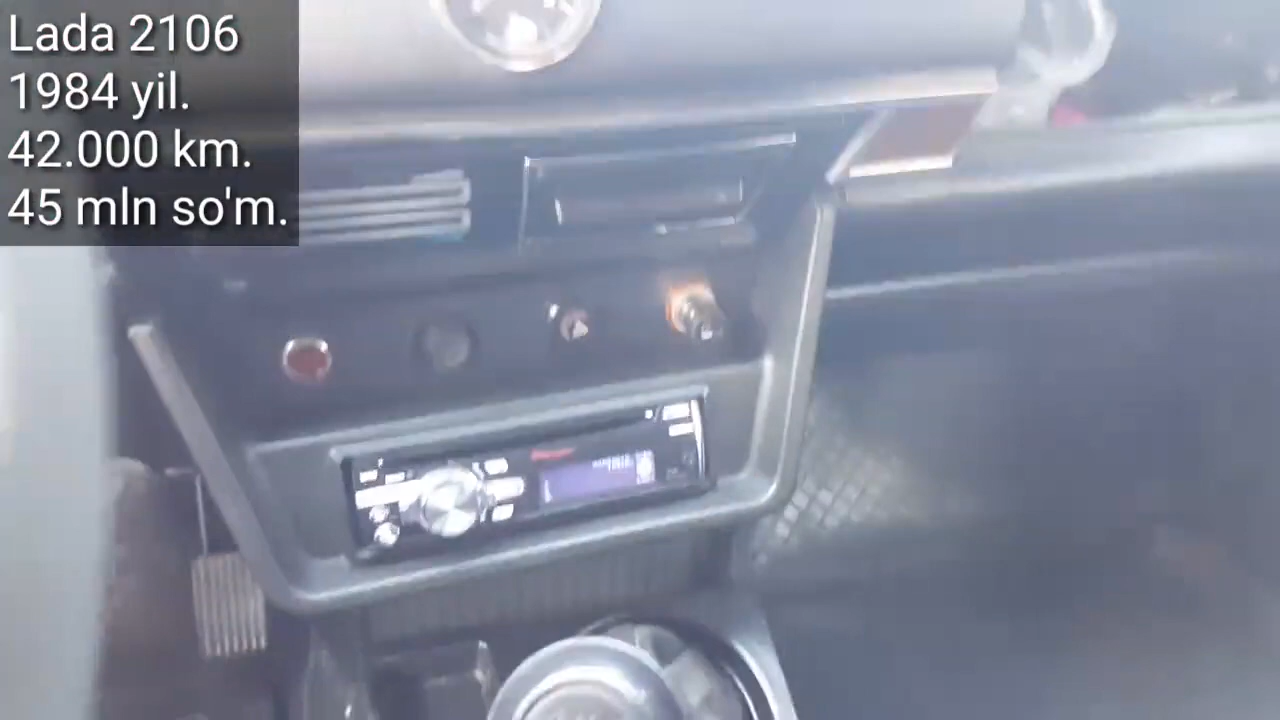 Lada 2106
1984 yil.
42.000 km.
45 mln so'm.